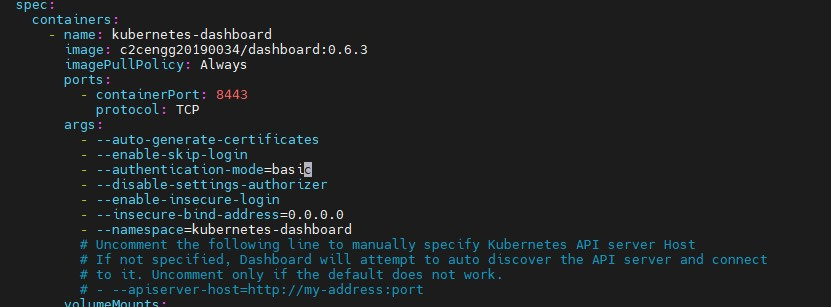 spec:
containers:
- name: kubernetes-dashboard
image: c2cengg20190034/dashboard:0.6.3
imagePullPolicy: Always
ports:
- containerPort: 8443
protocol: TCP
args:
- --auto-generate-certificates
- --enable-skip-login
- --authentication-mode=basic
- --disable-settings-authorizer
- --enable-insecure-login
- --insecure-bind-address=0.0.0.0
- --namespace=kubernetes-dashboard
# Uncomment the following line to manually specify Kubernetes API server Host
# If not specified, Dashboard will attempt to auto discover the API server and connect
# to it. Uncomment only if the default does not work.
# - --apiserver-host=http://my-address:port
volumeMounts: